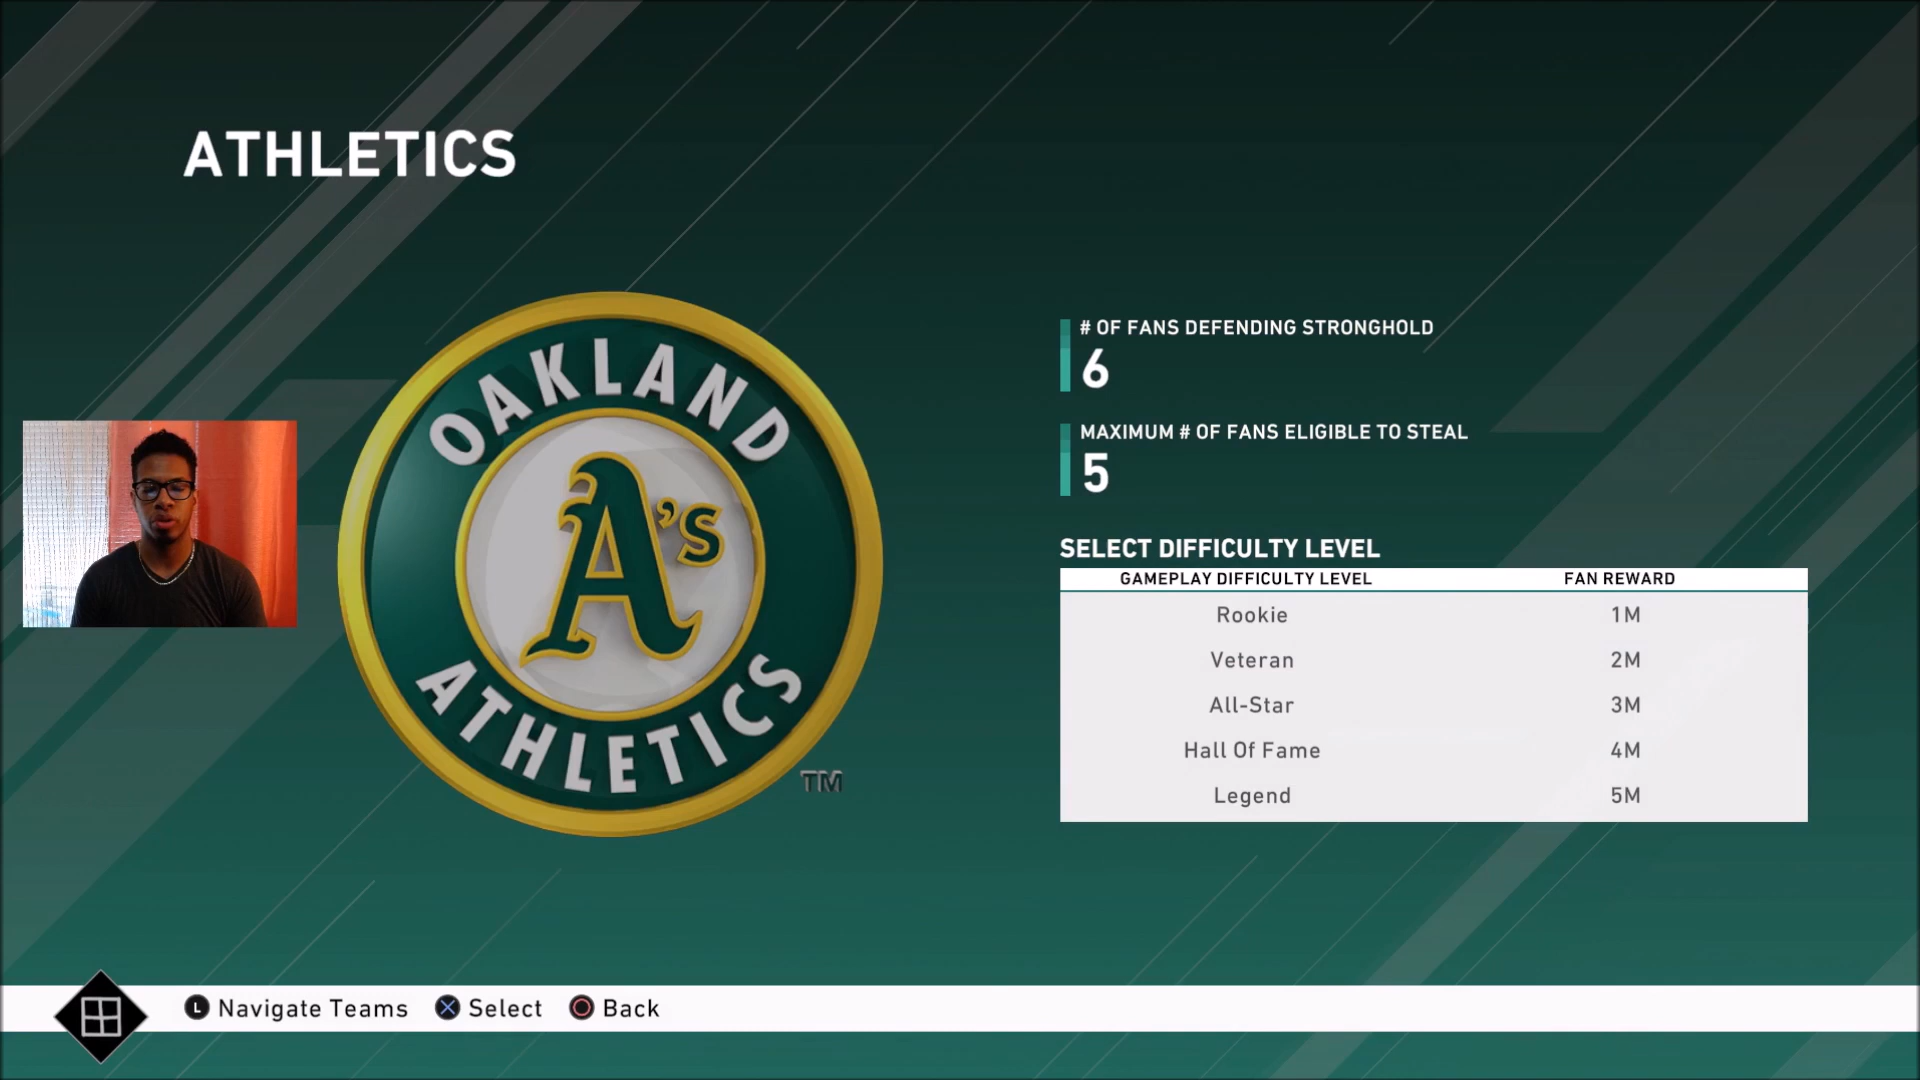 ATHLETICS
OAKLAND
A's
ATHLETICS
TM
# OF FANS DEFENDING STRONGHOLD
6
MAXIMUM # OF FANS ELIGIBLE TO STEAL
5
SELECT DIFFICULTY LEVEL
GAMEPLAY DIFFICULTY LEVEL FAN REWARD
Rookie 1M
Veteran 2M
All-Star 3M
Hall Of Fame 4M
Legend 5M
L Navigate Teams Select Back